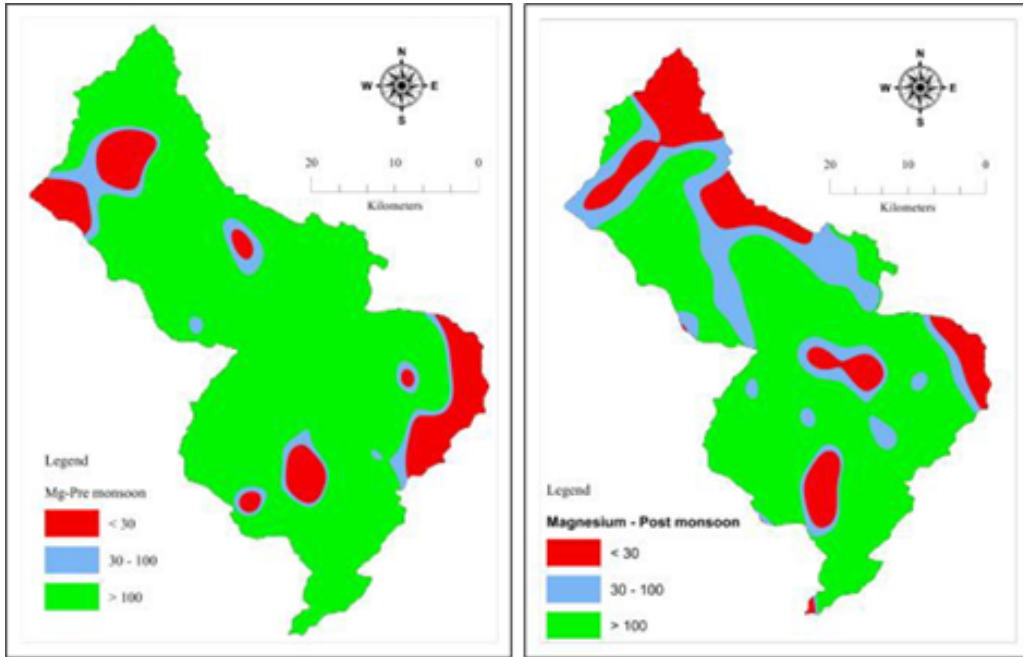 N
W E
S
20 10 0
Kilometers
Legend
Mg-Pre monsoon
< 30
30 - 100
> 100
N
W E
S
20 10 0
Kilometers
Legend
Magnesium - Post monsoon
< 30
30 - 100
> 100